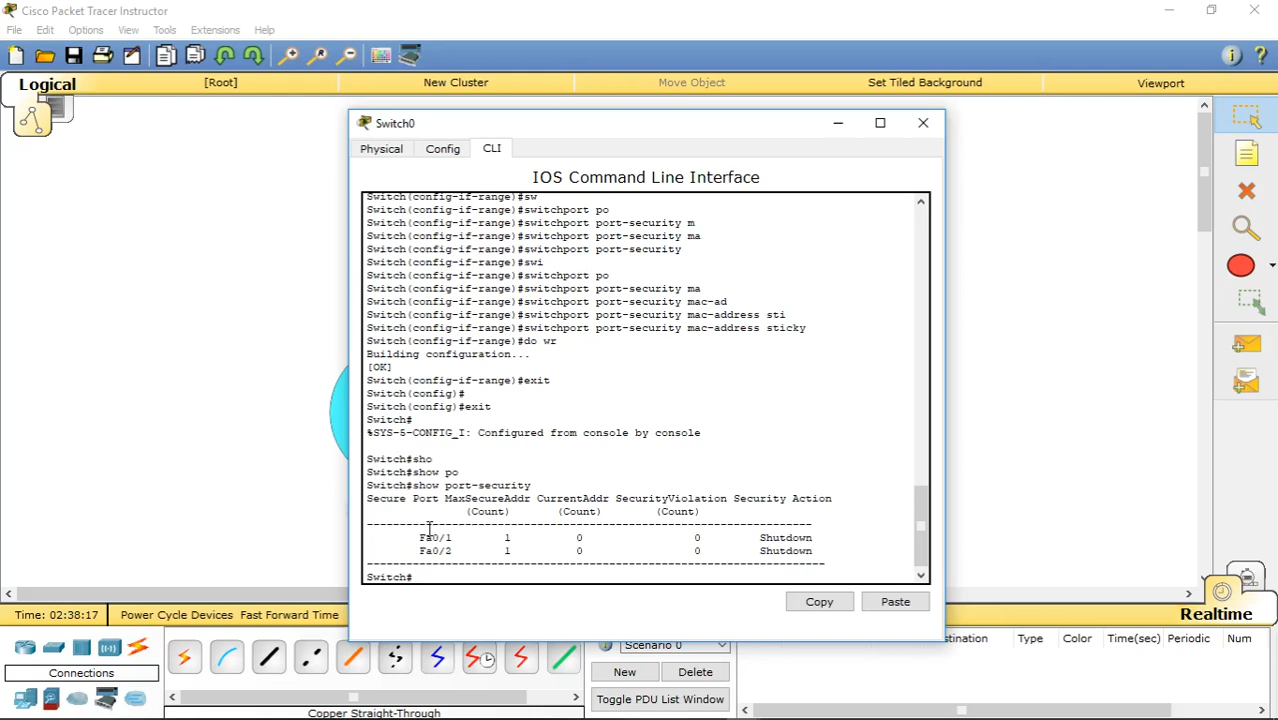 Cisco Packet Tracer Instructor
File Edit Options View Tools Extensions Help
Logical [Root] New Cluster Move Object Set Tiled Background Viewport
Switch0
Physical Config CLI
IOS Command Line Interface
Switch(config-if-range)#sw
Switch(config-if-range)#switchport po
Switch(config-if-range)#switchport port-security m
Switch(config-if-range)#switchport port-security ma
Switch(config-if-range)#switchport port-security
Switch(config-if-range)#swi
Switch(config-if-range)#switchport po
Switch(config-if-range)#switchport port-security ma
Switch(config-if-range)#switchport port-security mac-ad
Switch(config-if-range)#switchport port-security mac-address sti
Switch(config-if-range)#switchport port-security mac-address sticky
Switch(config-if-range)#do wr
Building configuration...
[OK]
Switch(config-if-range)#exit
Switch(config)#
Switch(config)#exit
Switch#
%SYS-5-CONFIG_I: Configured from console by console
Switch#sho
Switch#show po
Switch#show port-security
Secure Port MaxSecureAddr CurrentAddr SecurityViolation Security Action
(Count) (Count) (Count)
--------------------------------------------------------------------
Fa0/1 1 0 0 Shutdown
Fa0/2 1 0 0 Shutdown
----------------------------------------------------------------------
Switch#
Copy Paste
Time: 02:38:17 Power Cycle Devices Fast Forward Time Realtime
Scenario 0
Type Color Time(sec) Periodic Num
Connections
New Delete
Toggle PDU List Window
Copper Straight-Through